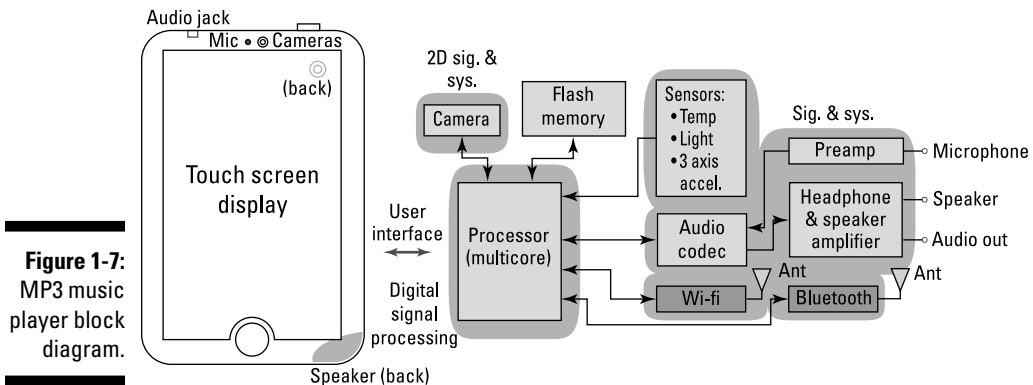 Audio jack
Mic
Cameras
(back)
Touch screen
display
Speaker (back)
Figure 1-7:
MP3 music
player block
diagram.
User
interface
Digital
signal
processing
2D sig. &
sys.
Camera
Flash
memory
Processor
(multicore)
Sensors:
• Temp
• Light
• 3 axis
accel.
Sig. & sys.
Preamp
Microphone
Headphone
& speaker
amplifier
Speaker
Audio out
Audio
codec
Wi-fi
Ant
Bluetooth
Ant